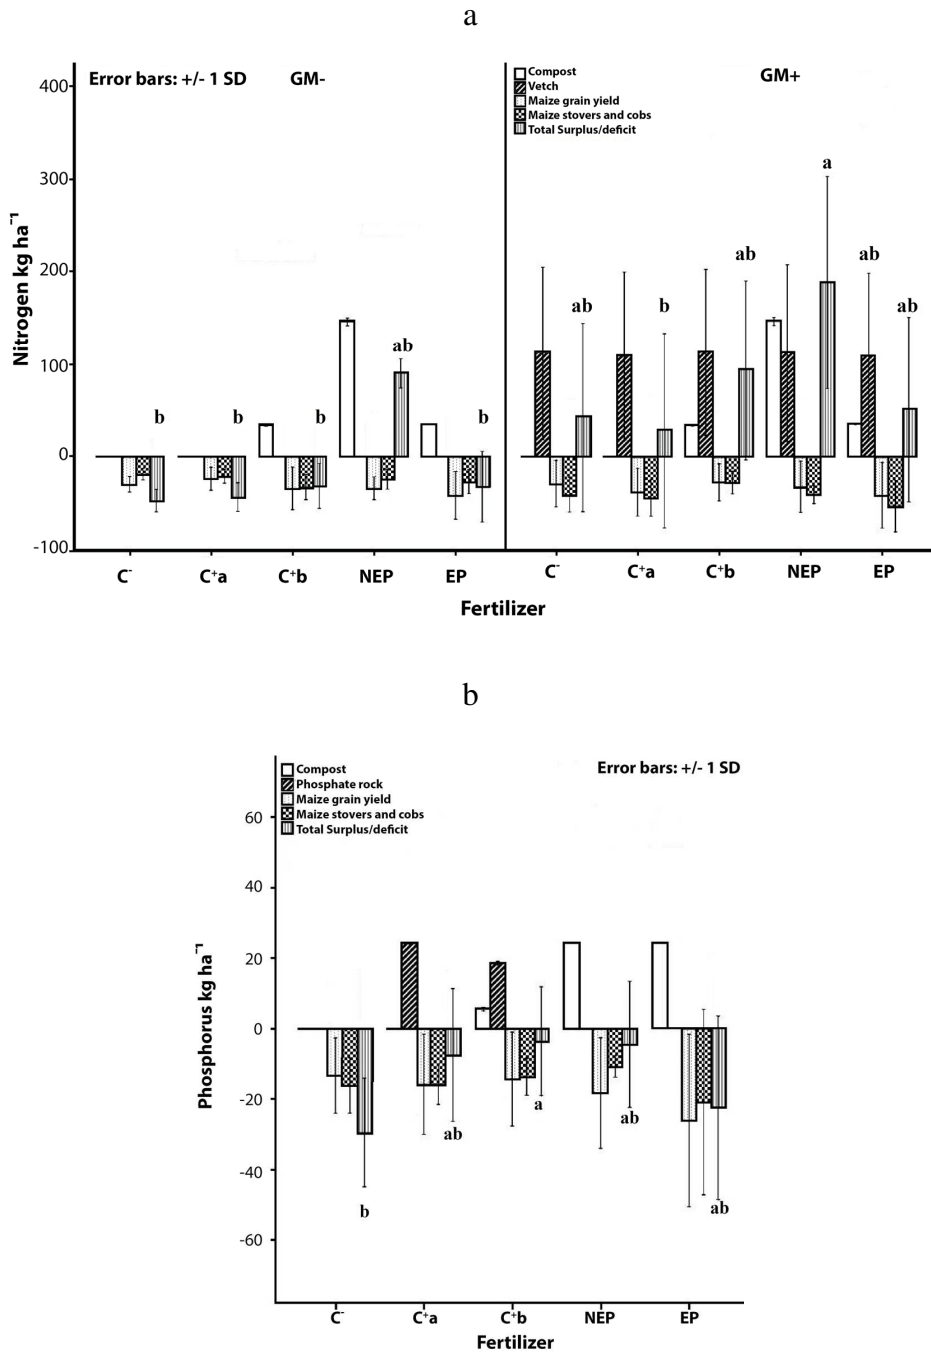 a
Error bars: +/- 1 SD
GM-
GM+
Compost
Vetch
Maize grain yield
Maize stovers and cobs
Total Surplus/deficit
Nitrogen kg ha⁻¹
400
300
200
100
0
-100
b
b
b
ab
b
ab
b
ab
a
ab
ab
C⁻
C⁺a
C⁺b
NEP
EP
C⁻
C⁺a
C⁺b
NEP
EP
Fertilizer
b
Compost
Phosphate rock
Maize grain yield
Maize stovers and cobs
Total Surplus/deficit
Error bars: +/- 1 SD
Phosphorus kg ha⁻¹
60
40
20
0
-20
-40
-60
b
ab
a
ab
ab
C⁻
C⁺a
C⁺b
NEP
EP
Fertilizer